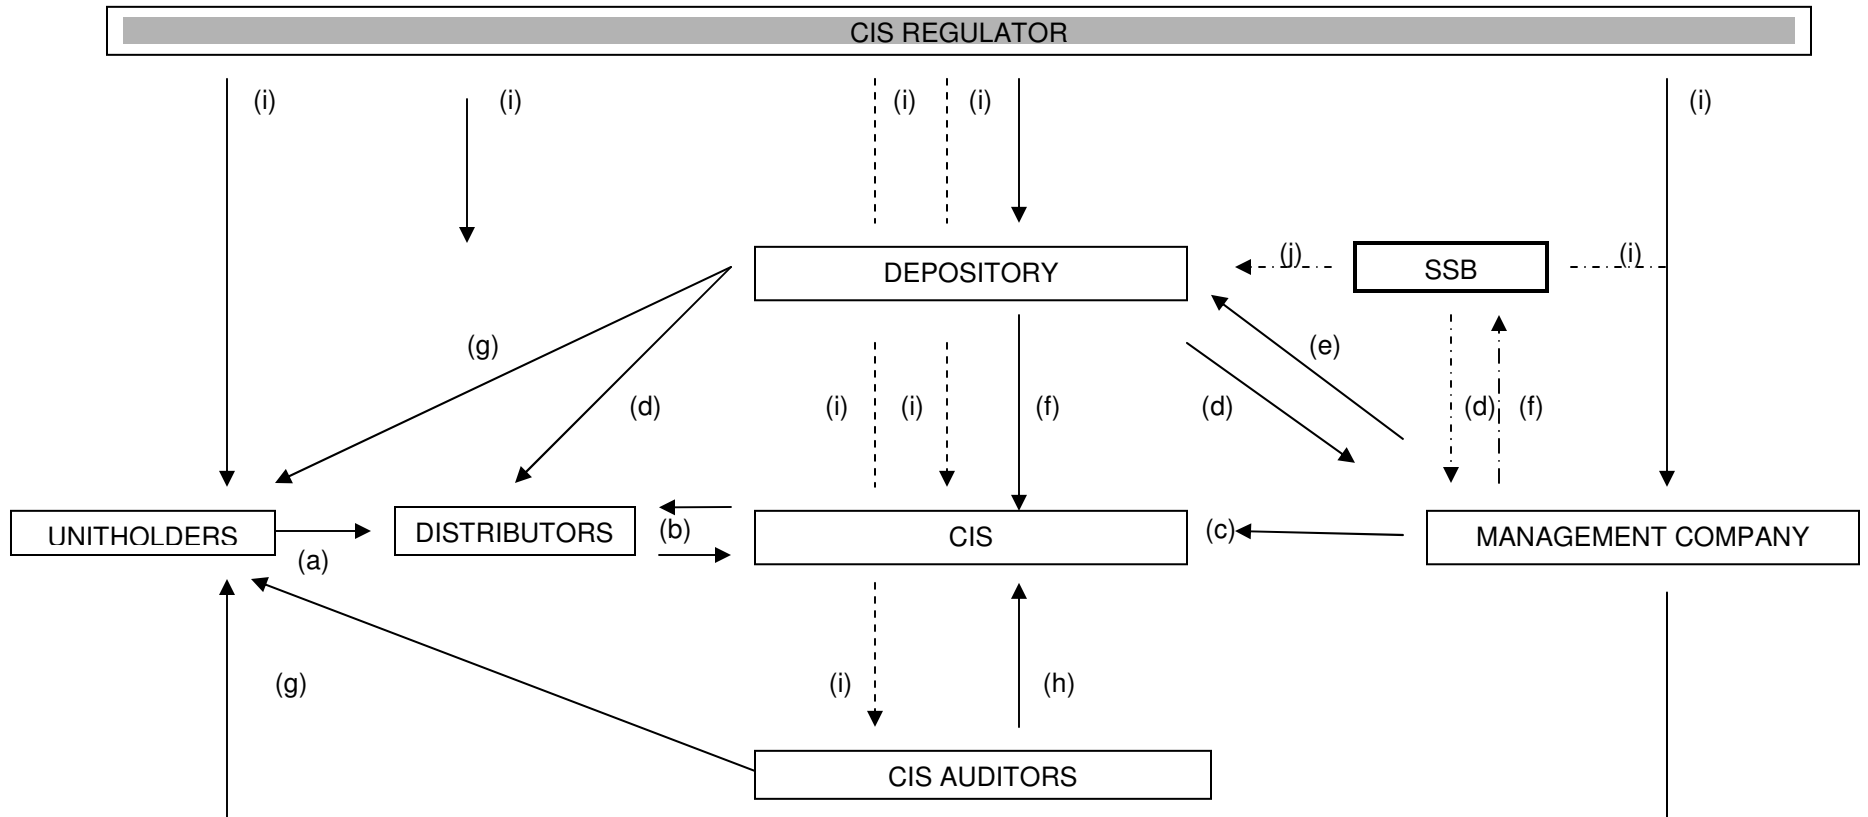 CIS REGULATOR
(i) (i) (i) (i) (i)
(j) SSB (i)
DEPOSITORY
(g) (e)
(d) (i) (i) (f) (d) (d) (f)
UNITHOLDERS DISTRIBUTORS (b) CIS (c) MANAGEMENT COMPANY
(a)
(g) (i) (h)
CIS AUDITORS